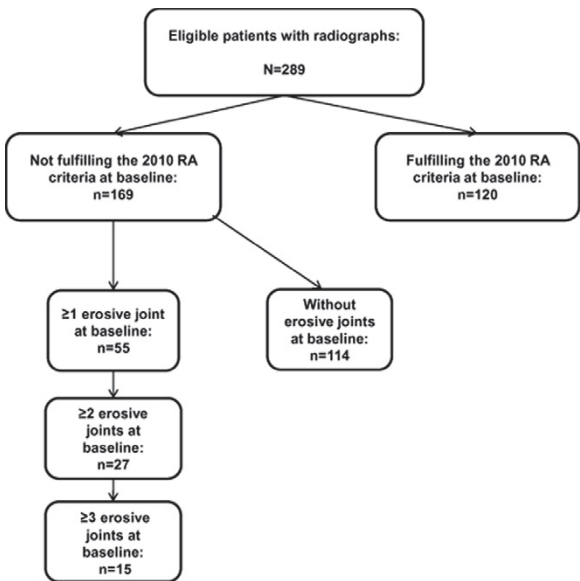 Eligible patients with radiographs:
N=289
Not fulfilling the 2010 RA
criteria at baseline:
n=169
Fulfilling the 2010 RA
criteria at baseline:
n=120
≥1 erosive joint
at baseline:
n=55
Without
erosive joints
at baseline:
n=114
≥2 erosive
joints at
baseline:
n=27
≥3 erosive
joints at
baseline:
n=15